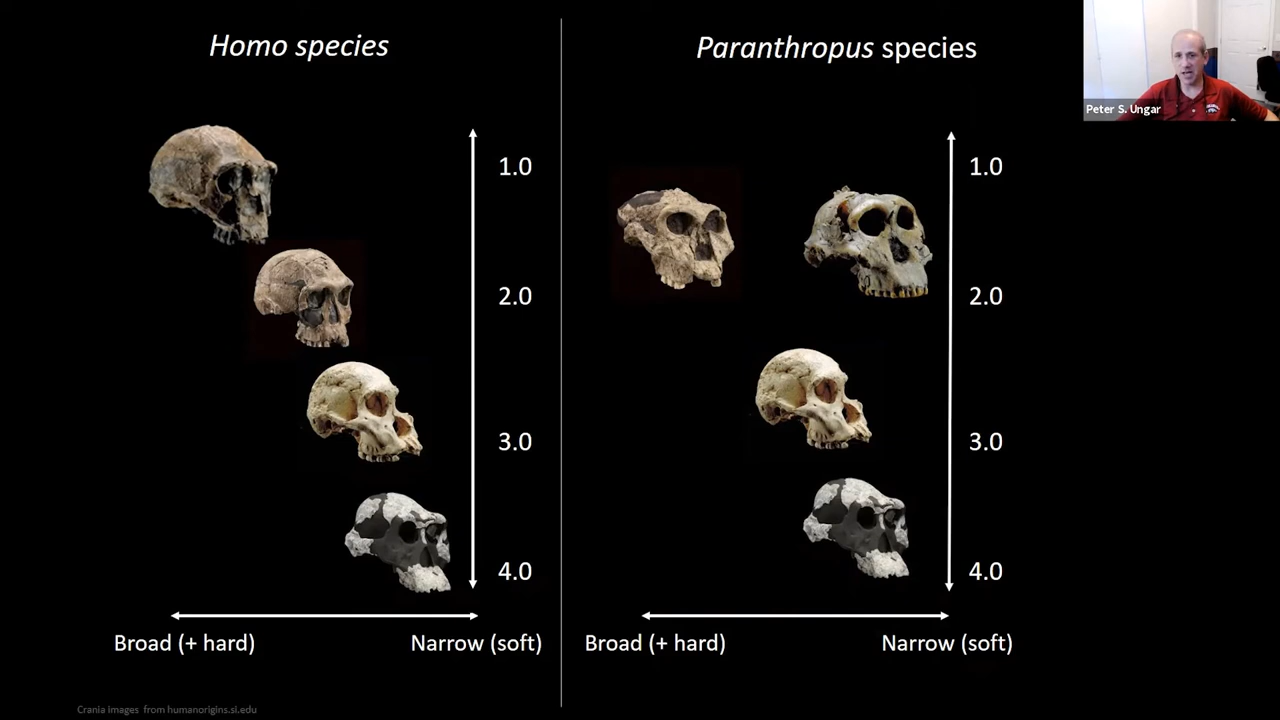 Homo species
1.0
2.0
3.0
4.0
Broad (+ hard)
Narrow (soft)
Paranthropus species
1.0
2.0
3.0
4.0
Broad (+ hard)
Narrow (soft)
Peter S. Ungar
Crania images from humanorigins.si.edu